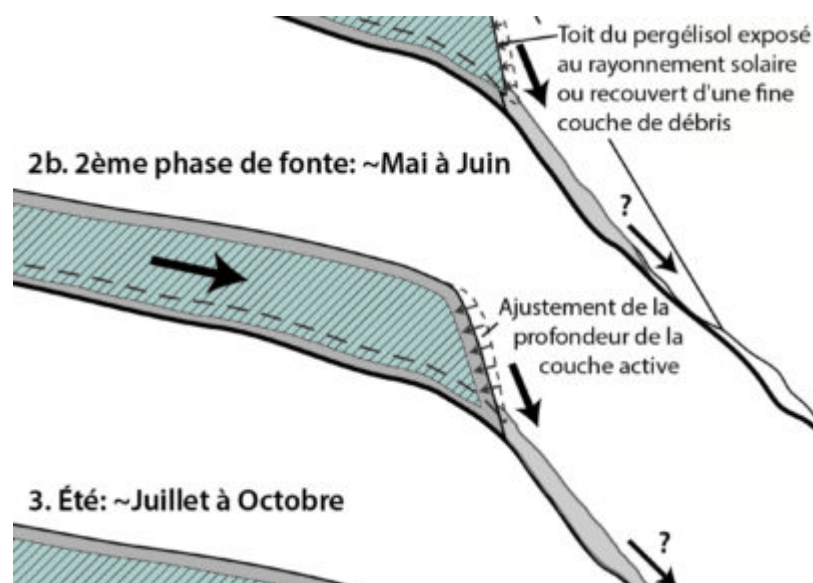 Toit du pergélisol exposé
au rayonnement solaire
ou recouvert d'une fine
couche de débris
2b. 2ème phase de fonte: ~Mai à Juin
?
Ajustement de la
profondeur de la
couche active
3. Été: ~Juillet à Octobre
?